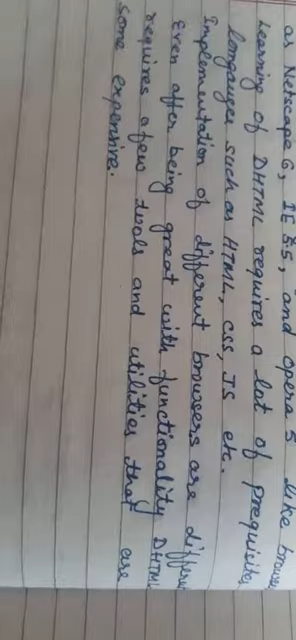 as Netscape 6, IE 5.5, and opera 5 like brows
Learning of DHTML requires a lot of prequisites
languages such as HTML, CSS, JS etc.
Implementation of different browsers are differe
Even after being great with functionality DHTML
requires a few tools and utilities that are
some expensive.